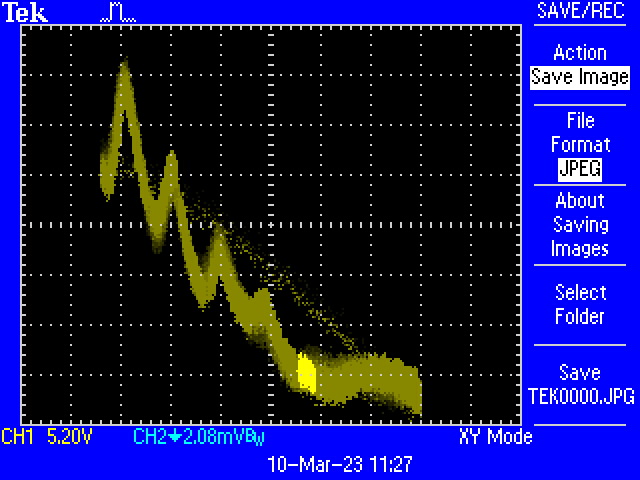 Tek
SAVE/REC
Action
Save Image
File
Format
JPEG
About
Saving
Images
Select
Folder
Save
TEK0000.JPG
CH1 5.20V CH2 2.08mVBW XY Mode
10-Mar-23 11:27